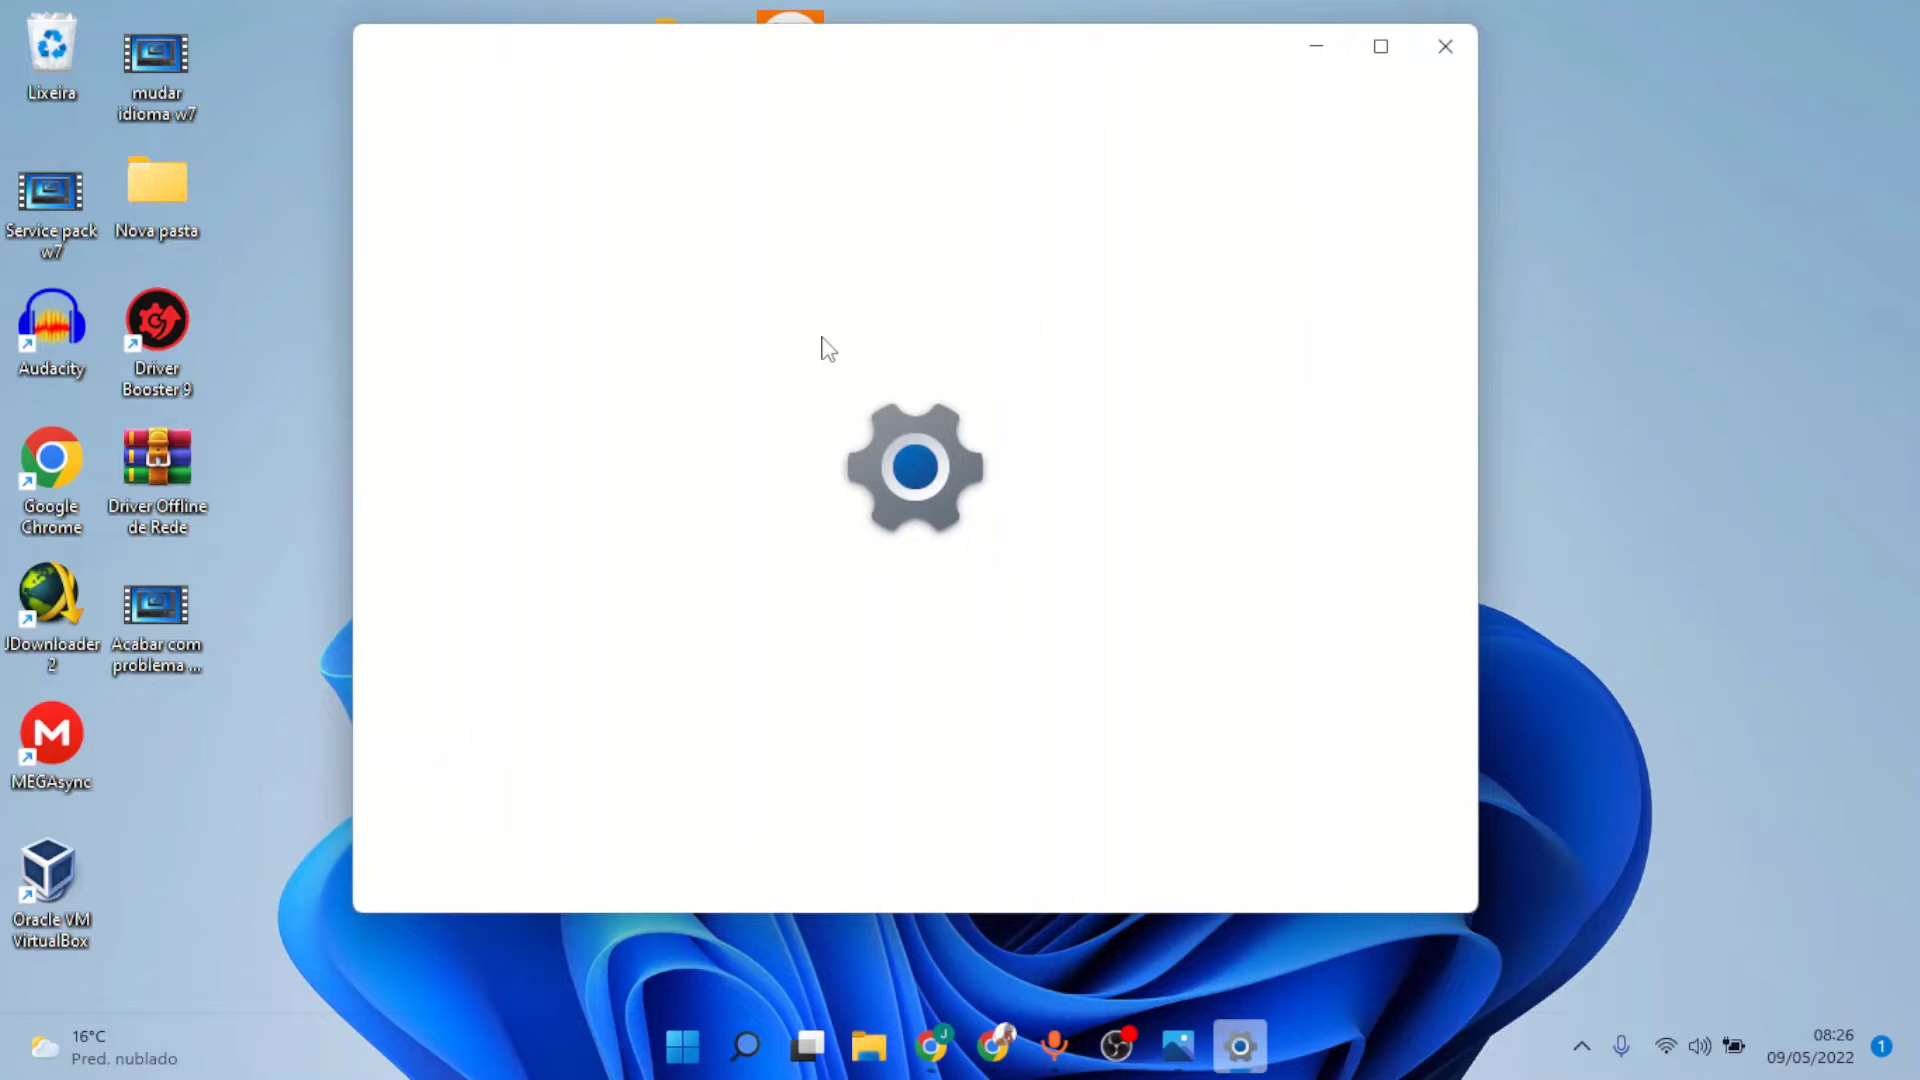 Lixeira
mudar
idioma w7
Service pack
w7
Nova pasta
Audacity
Driver
Booster 9
Google
Chrome
Driver Offline
de Rede
JDownloader
2
Acabar com
problema ...
MEGAsync
Oracle VM
VirtualBox
16°C
Pred. nublado
J
08:26
09/05/2022
1